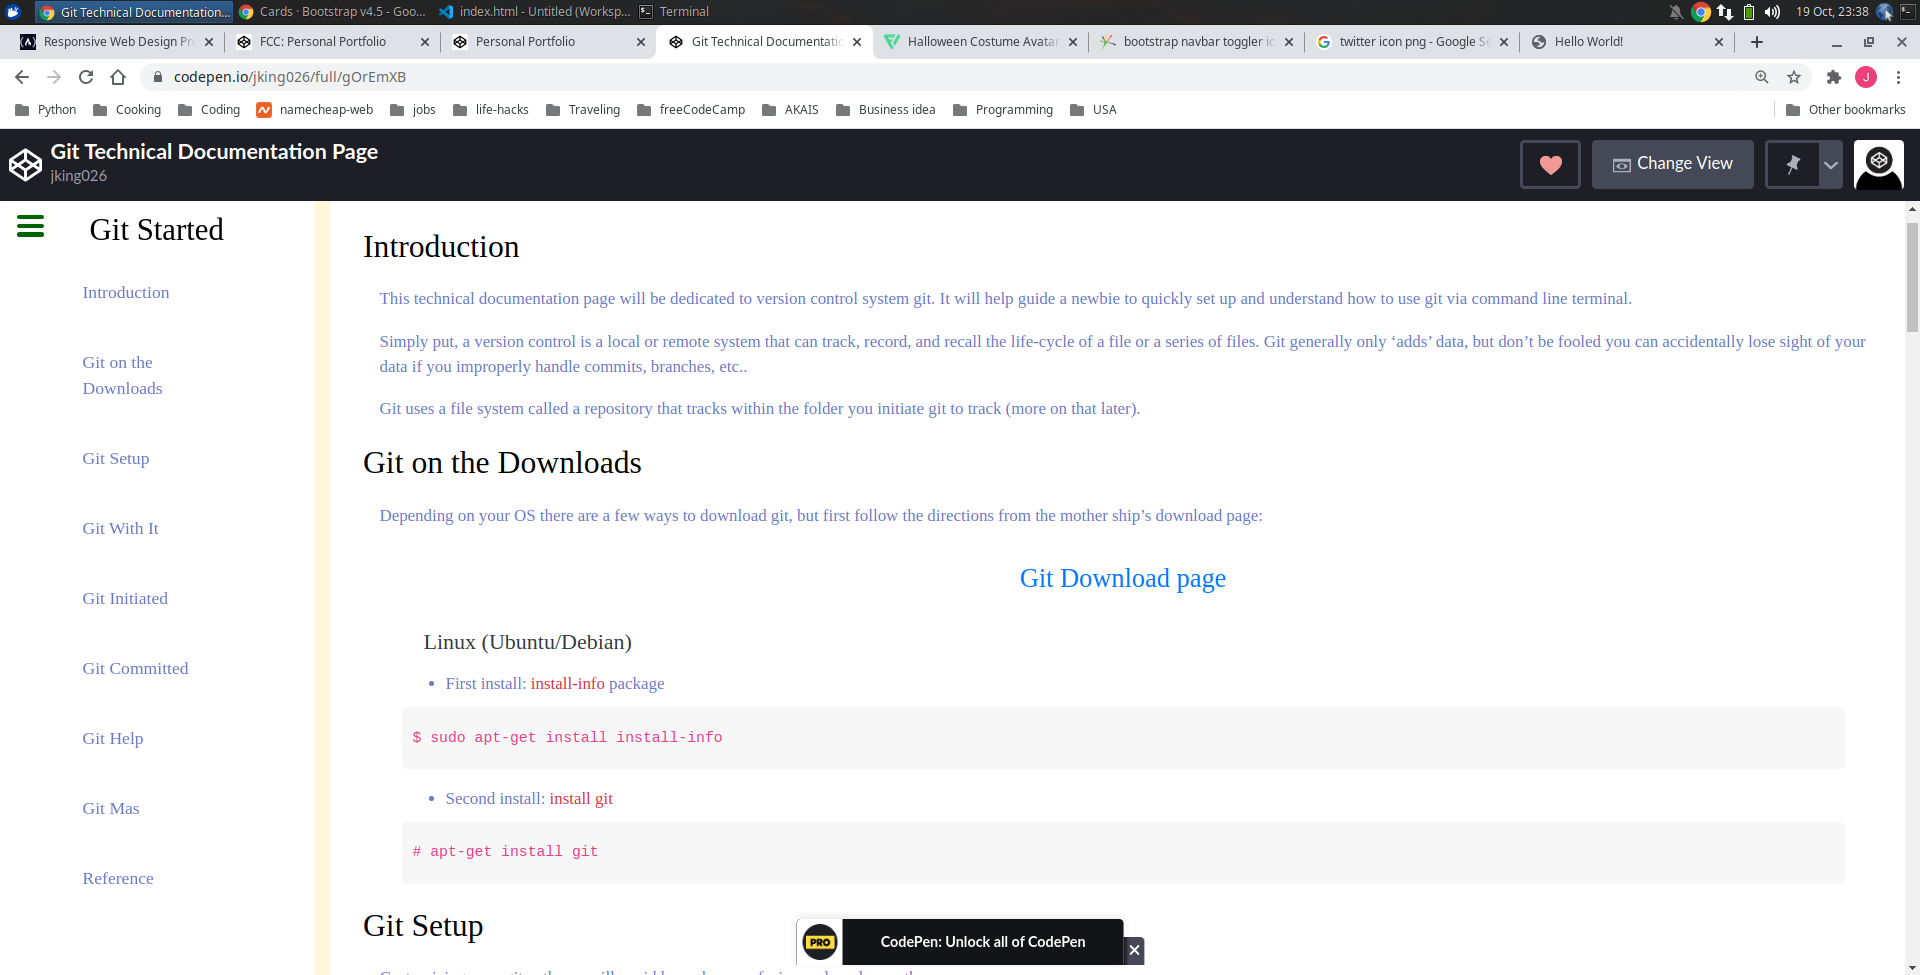 Git Technical Documentation... Cards · Bootstrap v4.5 - Goo... index.html - Untitled (Worksp... Terminal 19 Oct, 23:38
Responsive Web Design Pr FCC: Personal Portfolio Personal Portfolio Git Technical Documentatio Halloween Costume Avatar bootstrap navbar toggler ic twitter icon png - Google Se Hello World!
codepen.io/jking026/full/gOrEmXB J
Python Cooking Coding namecheap-web jobs life-hacks Traveling freeCodeCamp AKAIS Business idea Programming USA Other bookmarks
Git Technical Documentation Page
jking026
Change View
Git Started
Introduction
Git on the
Downloads
Git Setup
Git With It
Git Initiated
Git Committed
Git Help
Git Mas
Reference
Introduction
This technical documentation page will be dedicated to version control system git. It will help guide a newbie to quickly set up and understand how to use git via command line terminal.
Simply put, a version control is a local or remote system that can track, record, and recall the life-cycle of a file or a series of files. Git generally only ‘adds’ data, but don’t be fooled you can accidentally lose sight of your
data if you improperly handle commits, branches, etc..
Git uses a file system called a repository that tracks within the folder you initiate git to track (more on that later).
Git on the Downloads
Depending on your OS there are a few ways to download git, but first follow the directions from the mother ship’s download page:
Git Download page
Linux (Ubuntu/Debian)
• First install: install-info package
$ sudo apt-get install install-info
• Second install: install git
# apt-get install git
Git Setup
PRO CodePen: Unlock all of CodePen